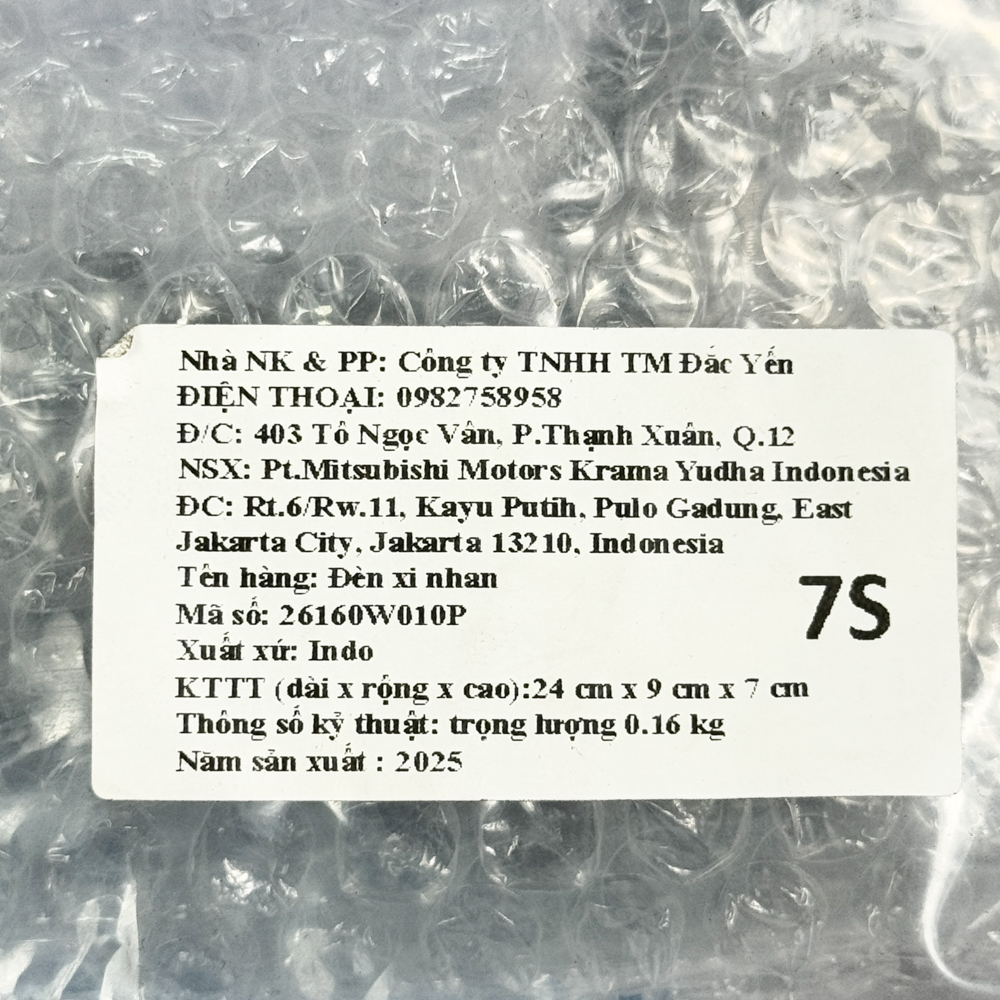 Nhà NK & PP: Công ty TNHH TM Đắc Yến
ĐIỆN THOẠI: 0982758958
Đ/C: 403 Tô Ngọc Vân, P.Thạnh Xuân, Q.12
NSX: Pt.Mitsubishi Motors Krama Yudha Indonesia
ĐC: Rt.6/Rw.11, Kayu Putih, Pulo Gadung, East
Jakarta City, Jakarta 13210, Indonesia
Tên hàng: Đèn xi nhan
Mã số: 26160W010P
7S
Xuất xứ: Indo
KTTT (dài x rộng x cao):24 cm x 9 cm x 7 cm
Thông số kỹ thuật: trọng lượng 0.16 kg
Năm sản xuất : 2025